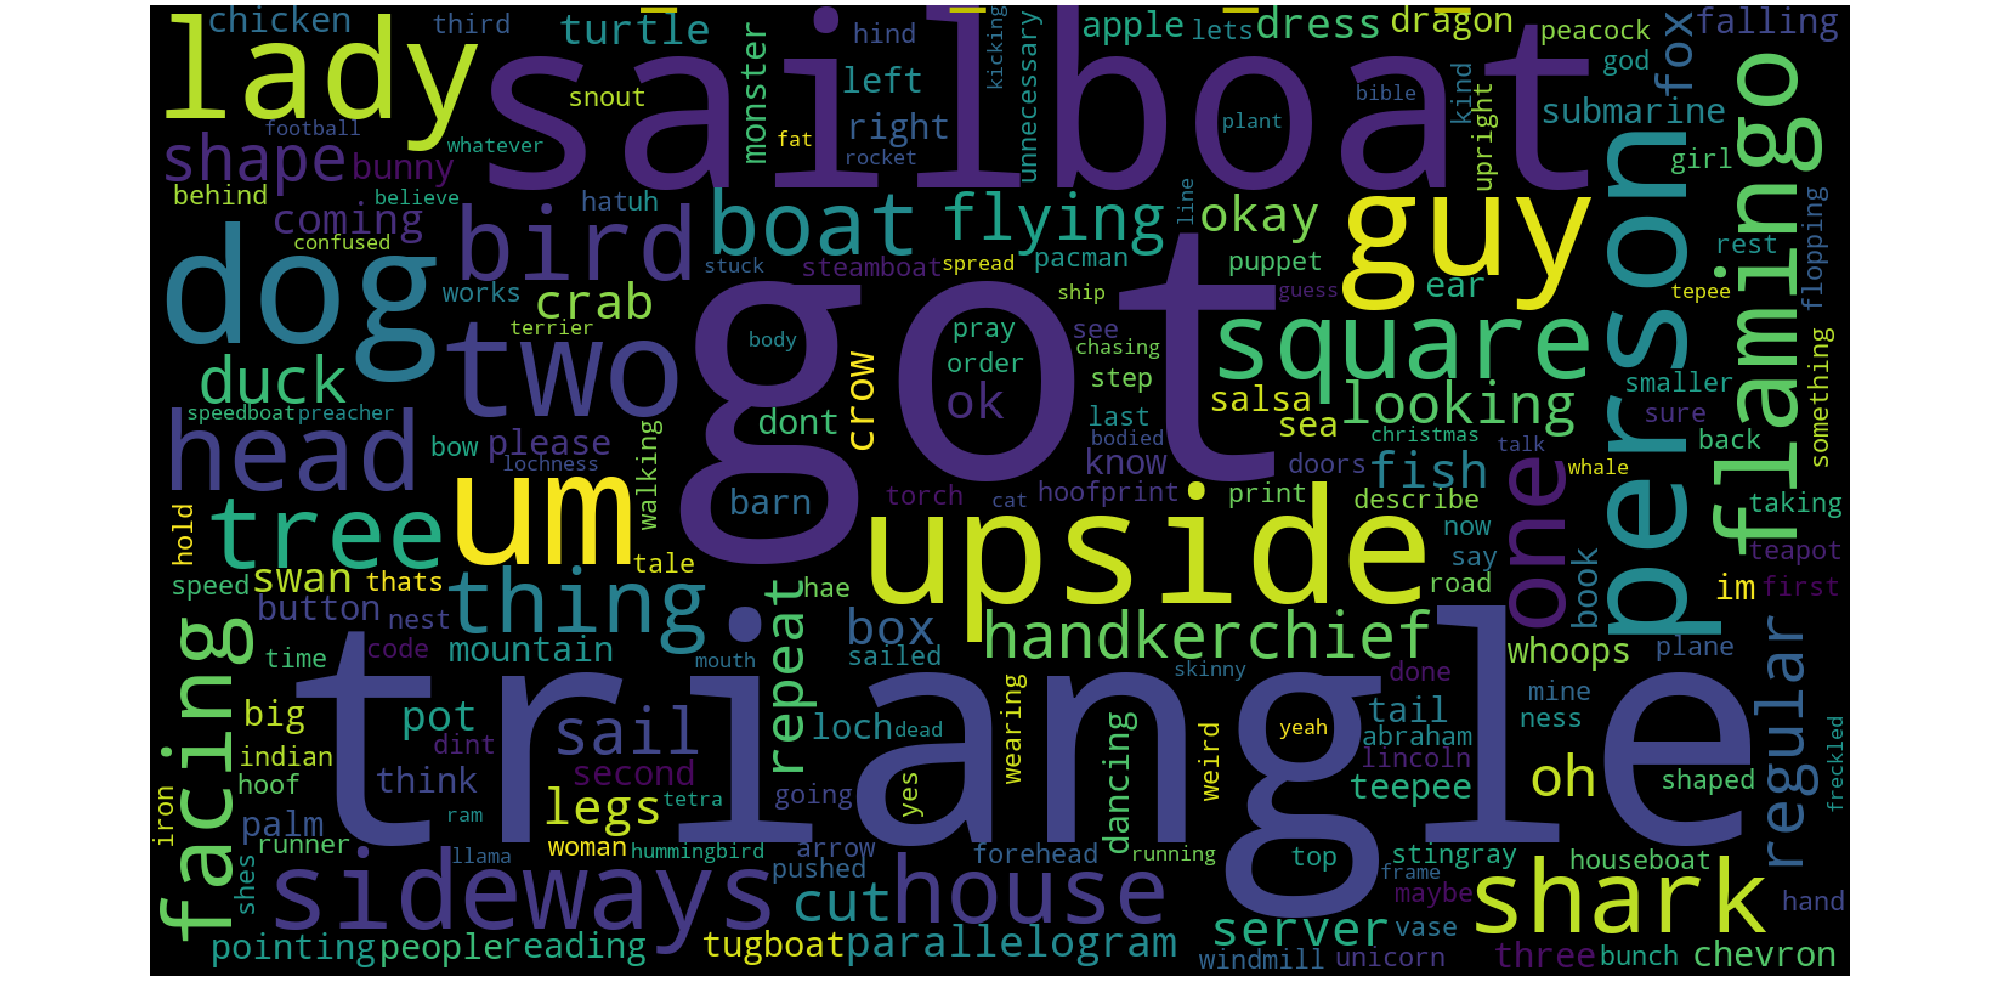 chicken
third
turtle
hind
kicking
apple
lets
dress
dragon
peacock
falling
lady
sailboat
monster
left
unnecessary
fox
god
snout
bible
kind
upright
submarine
flamingo
football
whatever
fat
right
rocket
plant
girl
shape
bunny
behind
believe
person
guy
coming
confused
bird
hat
uh
boat
flying
line
okay
rest
flopping
dog
stuck
steamboat
spread
pacman
puppet
ear
guess
tepee
works
crab
terrier
two
got
ship
square
body
pray
see
chasing
order
step
duck
crow
ok
salsa
looking
smaller
something
speedboat
preacher
dont
last
sea
sure
head
bow
please
walking
bodied
christmas
talk
back
lochness
know
doors
fish
one
whale
um
barn
torch
cat
hoofprint
print
describe
taking
hold
tree
upside
now
say
book
teapot
tale
swan
thats
speed
thing
repeat
hae
road
im
first
button
nest
box
handkerchief
regular
facing
time
code
mountain
mouth
sailed
triangle
skinny
done
whoops
plane
mine
big
pot
sail
loch
dead
wearing
dancing
weird
yeah
tail
ness
indian
dint
abraham
lincoln
freckled
hoof
think
second
yes
teepee
oh
shaped
iron
legs
tetra
going
palm
ram
runner
llama
woman
hummingbird
arrow
forehead
running
top
stingray
houseboat
shes
sideways
pushed
frame
cut
house
maybe
shark
hand
server
vase
pointing
people
reading
tugboat
parallelogram
windmill
unicorn
three
bunch
chevron